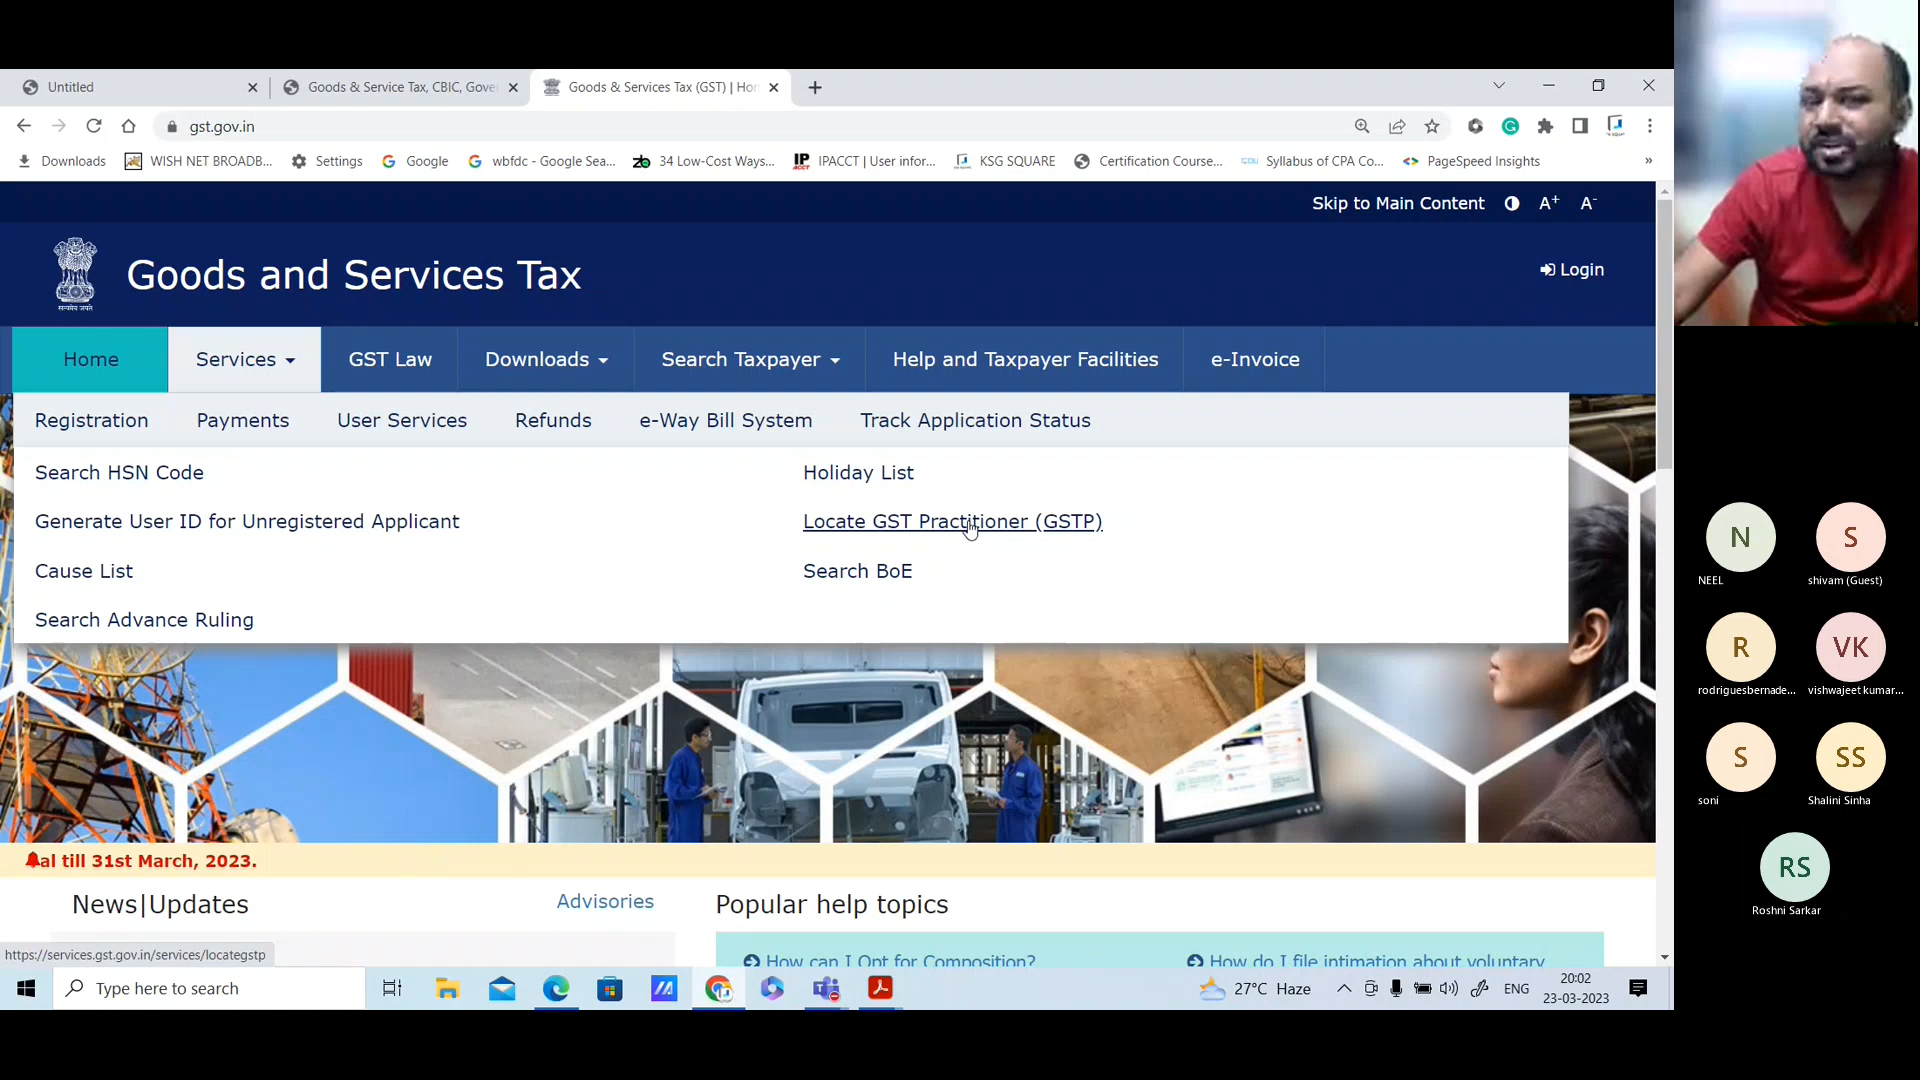 Untitled
Goods & Service Tax, CBIC, Gove
Goods & Services Tax (GST) | Hor
gst.gov.in
Downloads
WISH NET BROADB...
Settings
Google
wbfdc - Google Sea...
34 Low-Cost Ways...
IPACCT | User infor...
KSG SQUARE
Certification Course...
Syllabus of CPA Co...
PageSpeed Insights
»
Skip to Main Content
A+
A-
सत्यमेव जयते
Goods and Services Tax
Login
Home
Services
GST Law
Downloads
Search Taxpayer
Help and Taxpayer Facilities
e-Invoice
Registration
Payments
User Services
Refunds
e-Way Bill System
Track Application Status
Search HSN Code
Holiday List
Generate User ID for Unregistered Applicant
Locate GST Practitioner (GSTP)
Cause List
Search BoE
Search Advance Ruling
al till 31st March, 2023.
News|Updates
Advisories
Popular help topics
How can I Opt for Composition?
How do I file intimation about voluntary
https://services.gst.gov.in/services/locategstp
Type here to search
27°C Haze
ENG
20:02
23-03-2023
N
NEEL
S
shivam (Guest)
R
rodriguesbernade...
VK
vishwajeet kumar...
S
soni
SS
Shalini Sinha
RS
Roshni Sarkar